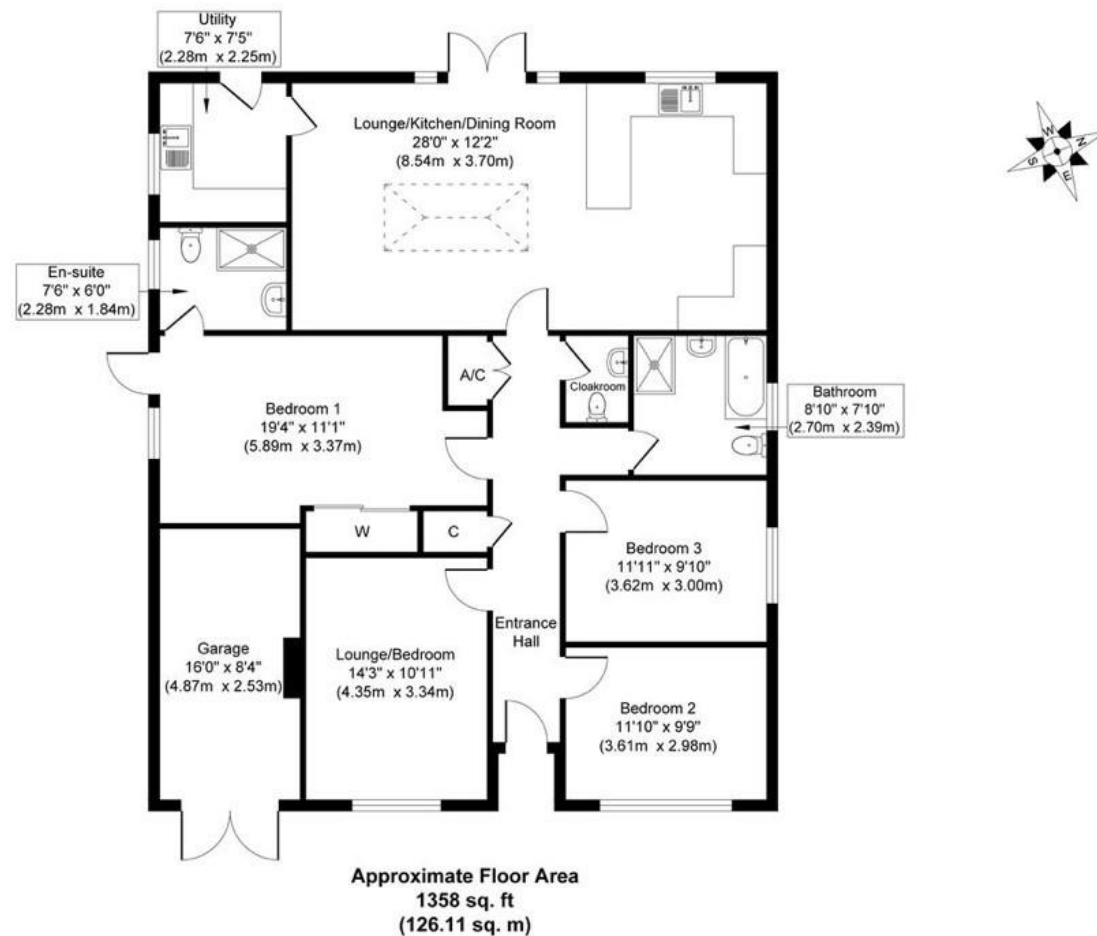 Utility
7'6" x 7'5"
(2.28m x 2.25m)
Lounge/Kitchen/Dining Room
28'0" x 12'2"
(8.54m x 3.70m)
W
N
S
E
En-suite
7'6" x 6'0"
(2.28m x 1.84m)
A/C
Cloakroom
Bathroom
8'10" x 7'10"
(2.70m x 2.39m)
Bedroom 1
19'4" x 11'1"
(5.89m x 3.37m)
W
C
Bedroom 3
11'11" x 9'10"
(3.62m x 3.00m)
Entrance
Hall
Garage
16'0" x 8'4"
(4.87m x 2.53m)
Lounge/Bedroom
14'3" x 10'11"
(4.35m x 3.34m)
Bedroom 2
11'10" x 9'9"
(3.61m x 2.98m)
Approximate Floor Area
1358 sq. ft
(126.11 sq. m)